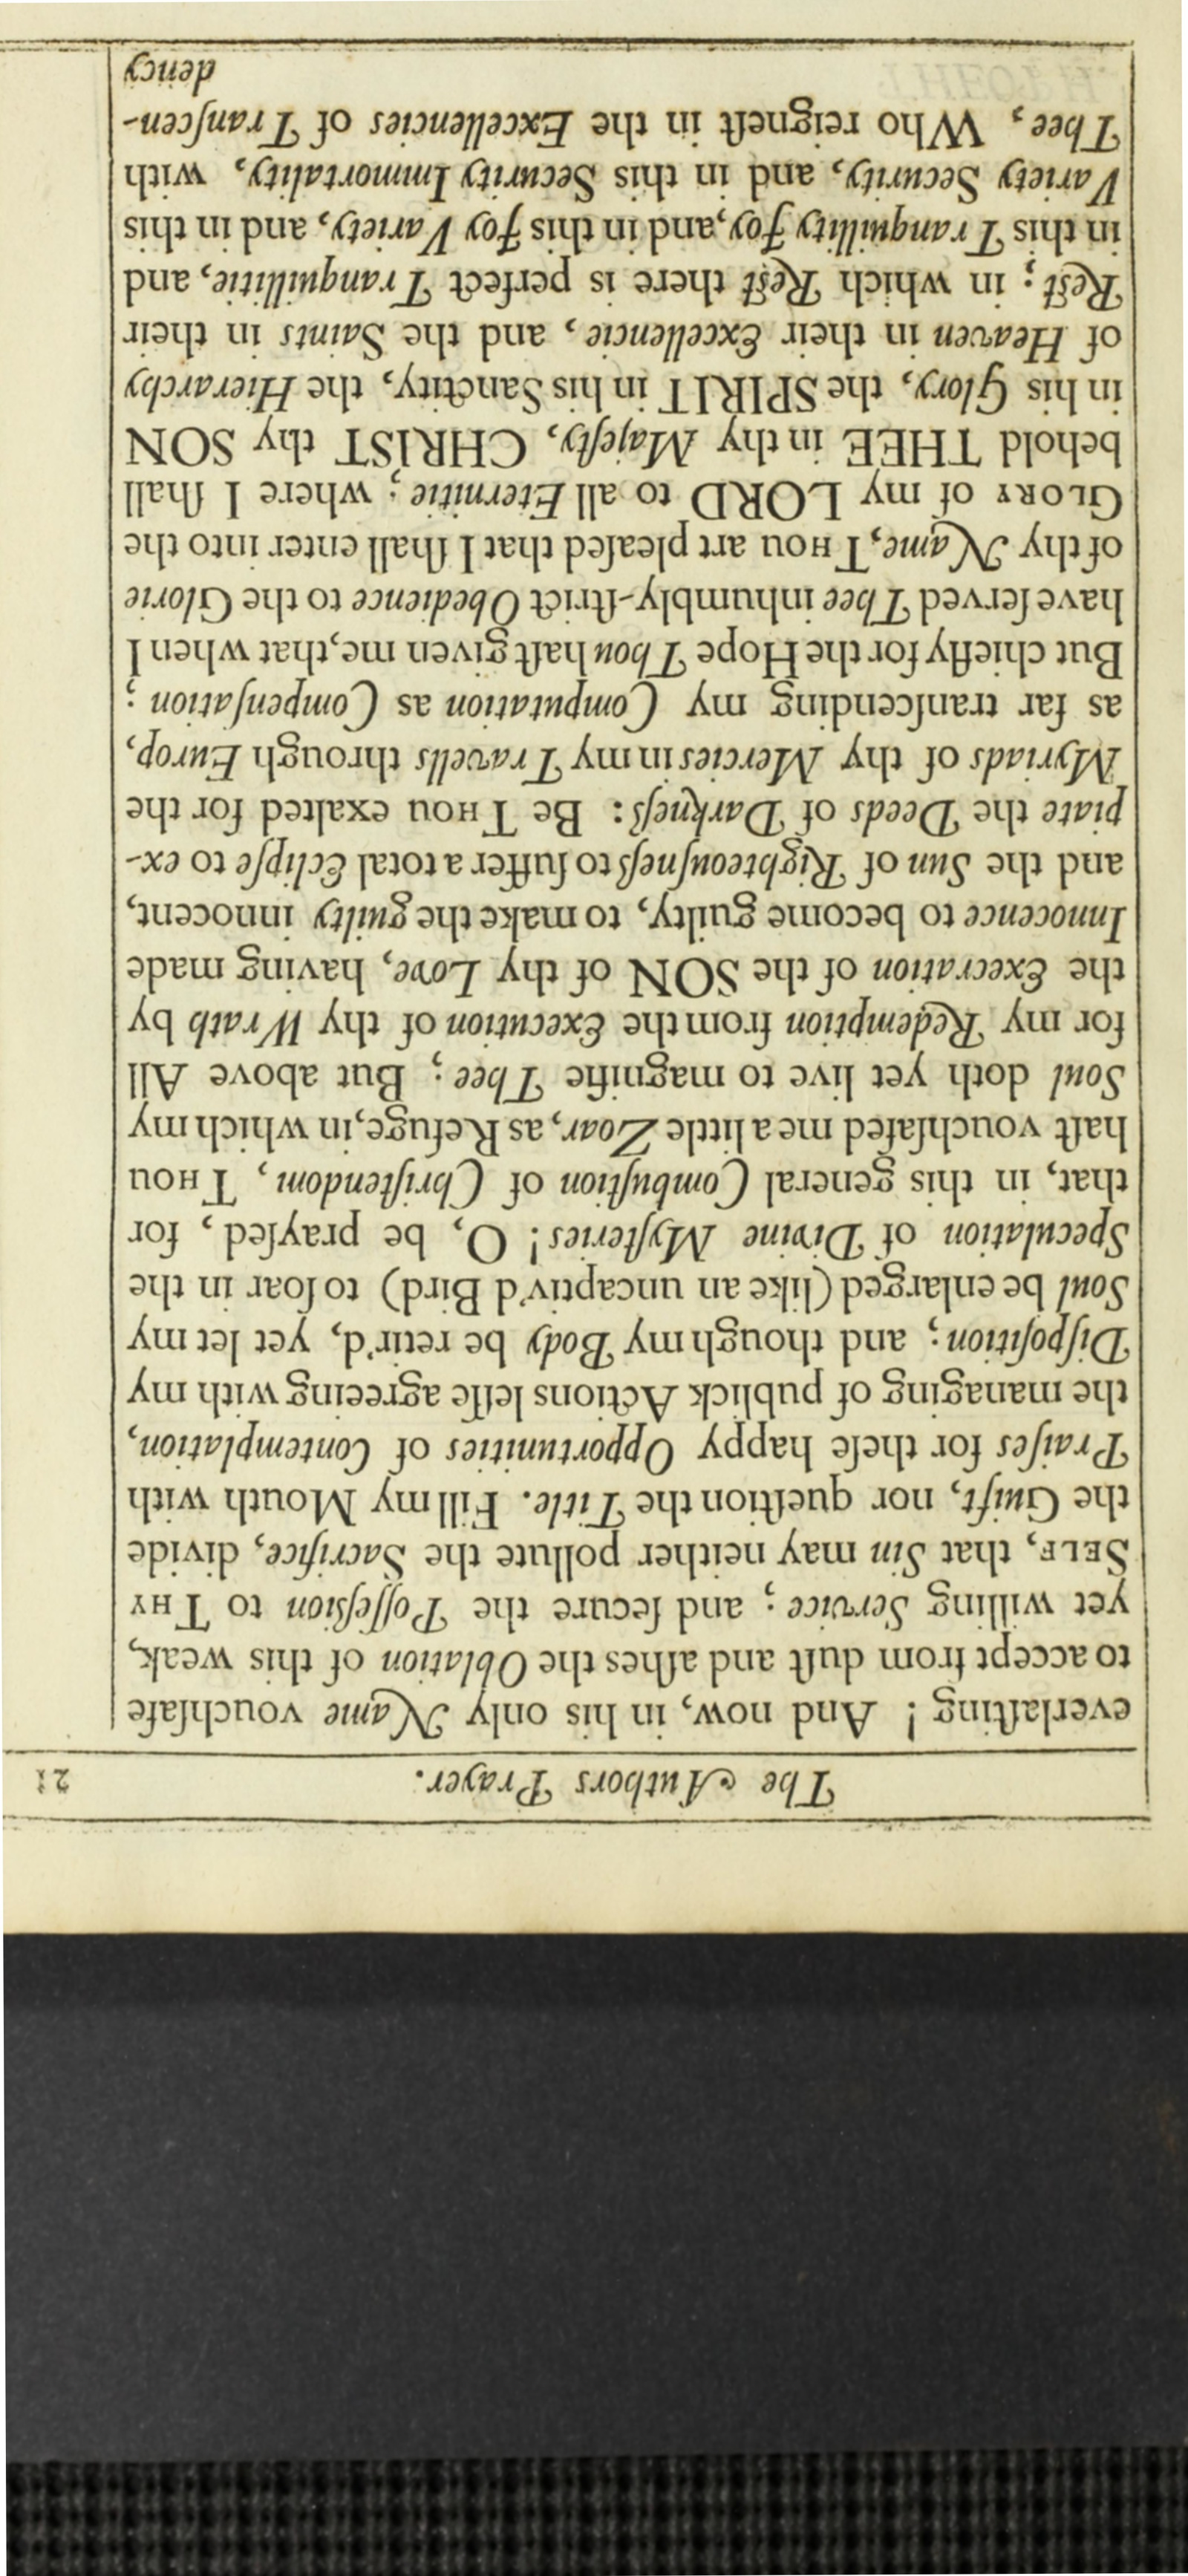 The Authors Prayer. 21
everlaſting! And now, in his only Name vouchſafe
to accept from duſt and aſhes the Oblation of this weak,
yet willing Service; and ſecure the Poſſeſsion to THY
SELF, that Sin may neither pollute the Sacrifice, divide
the Guift, nor queſtion the Title. Fill my Mouth with
Praiſes for theſe happy Opportunities of Contemplation,
the managing of publick Actions leſſe agreeing with my
Diſpoſition; and though my Body be retir'd, yet let my
Soul be enlarged (like an uncaptiv'd Bird) to ſoar in the
Speculation of Divine Myſteries! O, be prayſed, for
that, in this general Combuſtion of Chriſtendom, THOU
haſt vouchſafed me a little Zoar, as Refuge, in which my
Soul doth yet live to magnifie Thee; But above All
for my Redemption from the Execution of thy Wrath by
the Execration of the SON of thy Love, having made
Innocence to become guilty, to make the guilty innocent,
and the Sun of Righteouſneſs to ſuffer a total Eclipſe to ex-
piate the Deeds of Darkneſs: Be THOU exalted for the
Myriads of thy Mercies in my Travells through Europ,
as far tranſcending my Computation as Compenſation;
But chiefly for the Hope Thou haſt given me, that when I
have ſerved Thee in humbly-ſtrict Obedience to the Glorie
of thy Name, THOU art pleaſed that I ſhall enter into the
GLORY of my LORD to all Eternitie; where I ſhall
behold THEE in thy Majeſty, CHRIST thy SON
in his Glory, the SPIRIT in his Sanctity, the Hierarchy
of Heaven in their Excellencie, and the Saints in their
Reſt; in which Reſt there is perfect Tranquillitie, and
in this Tranquillity Joy, and in this Joy Variety, and in this
Variety Security, and in this Security Immortality, with
Thee, Who reigneſt in the Excellencies of Tranſcen-
dency